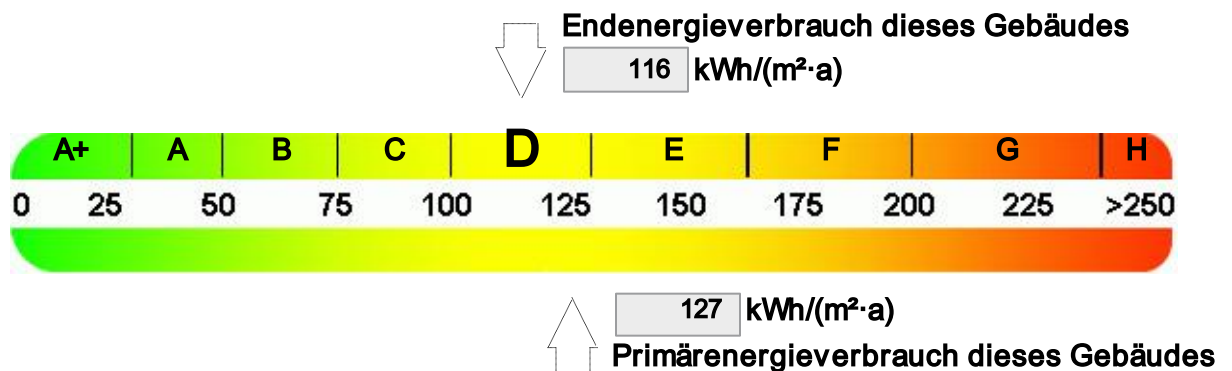 Endenergieverbrauch dieses Gebäudes
116 kWh/(m²·a)
A+ A B C D E F G H
0 25 50 75 100 125 150 175 200 225 >250
127 kWh/(m²·a)
Primärenergieverbrauch dieses Gebäudes